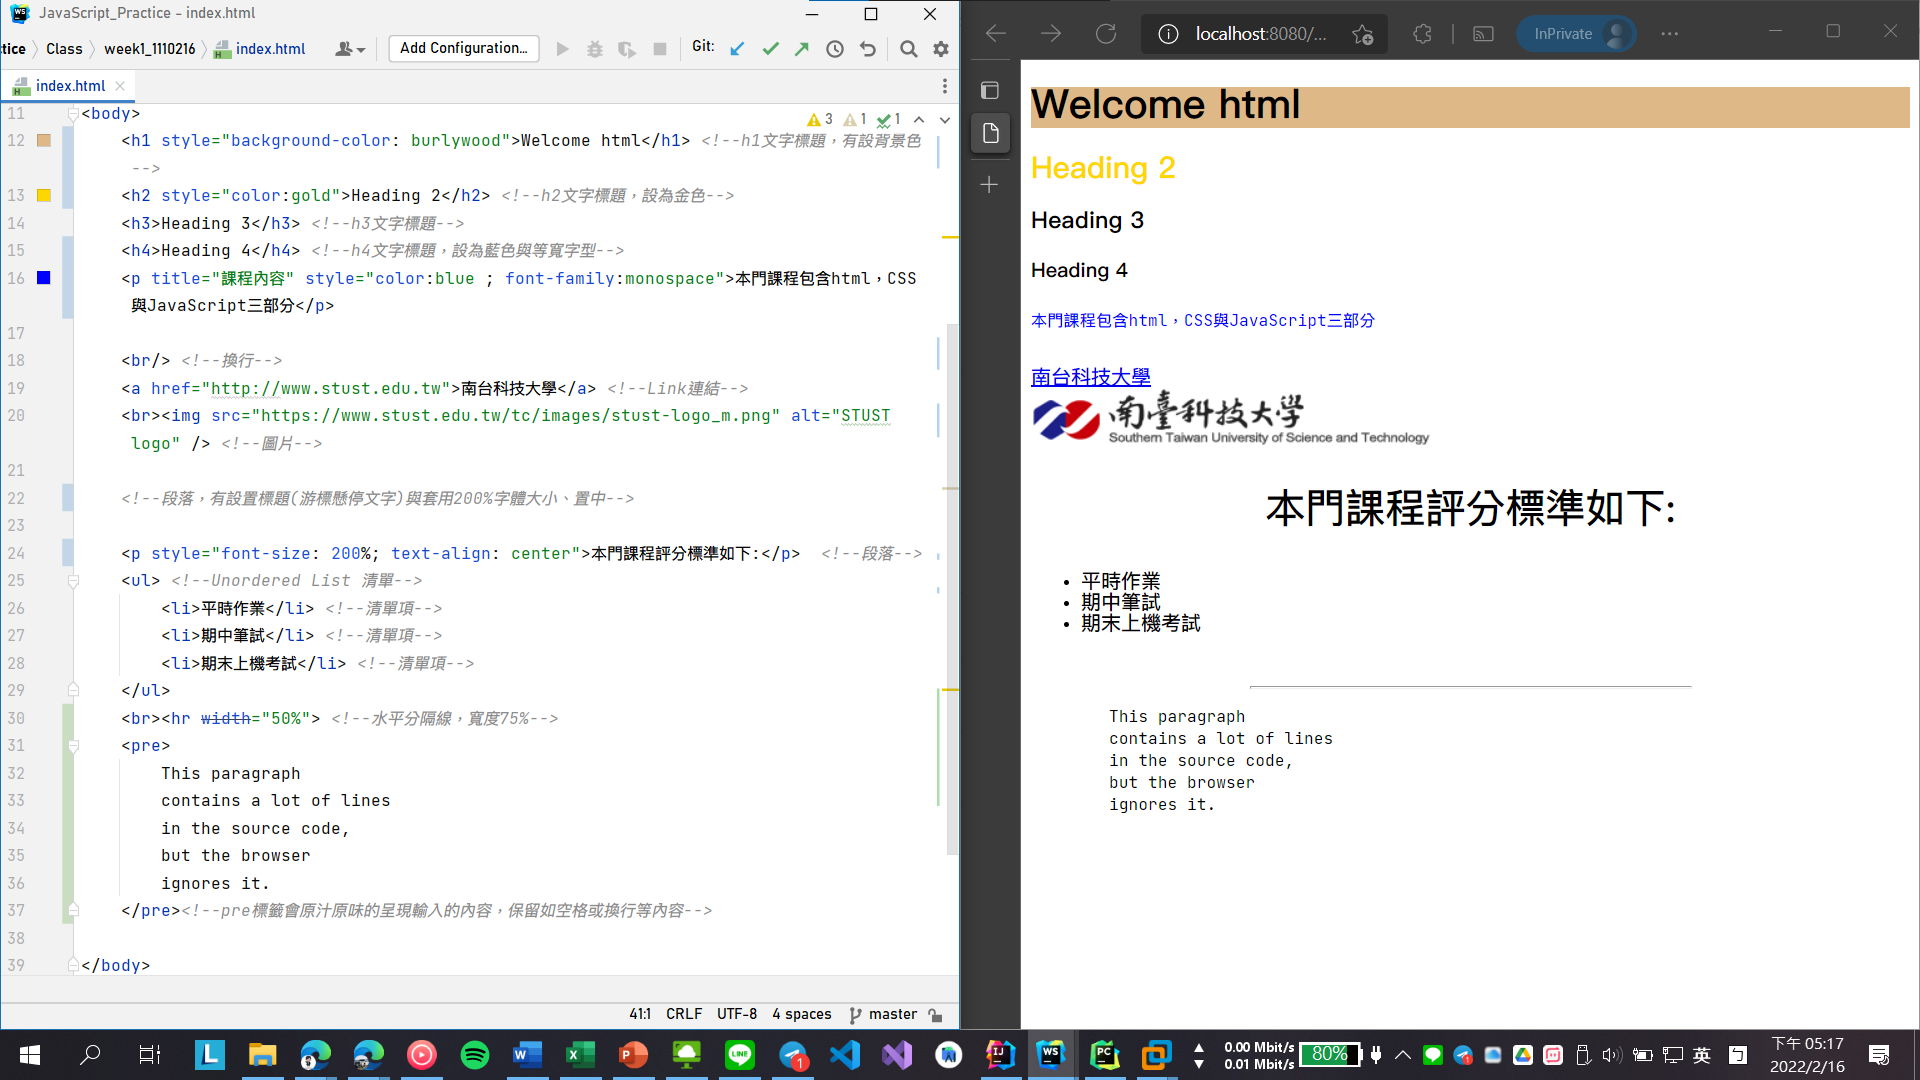 JavaScript_Practice - index.html
tice > Class > week1_1110216 > index.html
Add Configuration...
Git:
index.html
3 1 1
11 <body>
12 <h1 style="background-color: burlywood">Welcome html</h1> <!--h1文字標題，有設背景色
-->
13 <h2 style="color:gold">Heading 2</h2> <!--h2文字標題，設為金色-->
14 <h3>Heading 3</h3> <!--h3文字標題-->
15 <h4>Heading 4</h4> <!--h4文字標題，設為藍色與等寬字型-->
16 <p title="課程內容" style="color:blue ; font-family:monospace">本門課程包含html，CSS
與JavaScript三部分</p>
17
18 <br/> <!--換行-->
19 <a href="http://www.stust.edu.tw">南台科技大學</a> <!--Link連結-->
20 <br><img src="https://www.stust.edu.tw/tc/images/stust-logo_m.png" alt="STUST
logo" /> <!--圖片-->
21
22 <!--段落，有設置標題(游標懸停文字)與套用200%字體大小、置中-->
23
24 <p style="font-size: 200%; text-align: center">本門課程評分標準如下:</p> <!--段落-->
25 <ul> <!--Unordered List 清單-->
26 <li>平時作業</li> <!--清單項-->
27 <li>期中筆試</li> <!--清單項-->
28 <li>期末上機考試</li> <!--清單項-->
29 </ul>
30 <br><hr width="50%"> <!--水平分隔線，寬度75%-->
31 <pre>
32 This paragraph
33 contains a lot of lines
34 in the source code,
35 but the browser
36 ignores it.
37 </pre><!--pre標籤會原汁原味的呈現輸入的內容，保留如空格或換行等內容-->
38
39 </body>
41:1 CRLF UTF-8 4 spaces master
localhost:8080/...
InPrivate
Welcome html
Heading 2
Heading 3
Heading 4
本門課程包含html，CSS與JavaScript三部分
南台科技大學
南臺科技大學
Southern Taiwan University of Science and Technology
本門課程評分標準如下:
• 平時作業
• 期中筆試
• 期末上機考試
This paragraph
contains a lot of lines
in the source code,
but the browser
ignores it.
0.00 Mbit/s
0.01 Mbit/s
80%
英
下午 05:17
2022/2/16